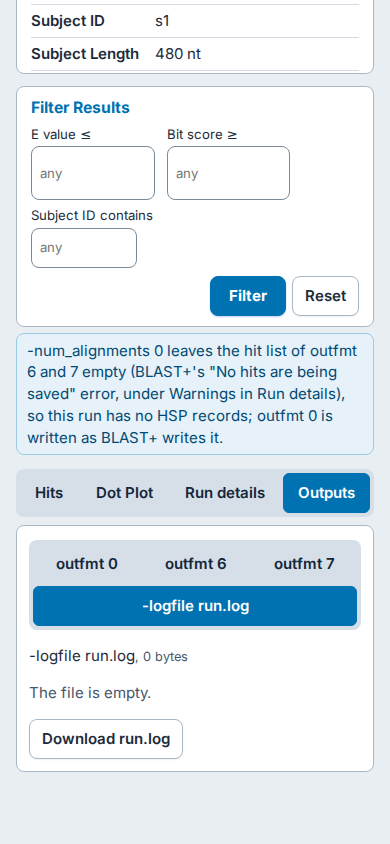 Subject ID s1
Subject Length 480 nt
Filter Results
E value ≤ Bit score ≥
any any
Subject ID contains
any
Filter Reset
-num_alignments 0 leaves the hit list of outfmt
6 and 7 empty (BLAST+'s "No hits are being
saved" error, under Warnings in Run details),
so this run has no HSP records; outfmt 0 is
written as BLAST+ writes it.
Hits Dot Plot Run details Outputs
outfmt 0 outfmt 6 outfmt 7
-logfile run.log
-logfile run.log, 0 bytes
The file is empty.
Download run.log